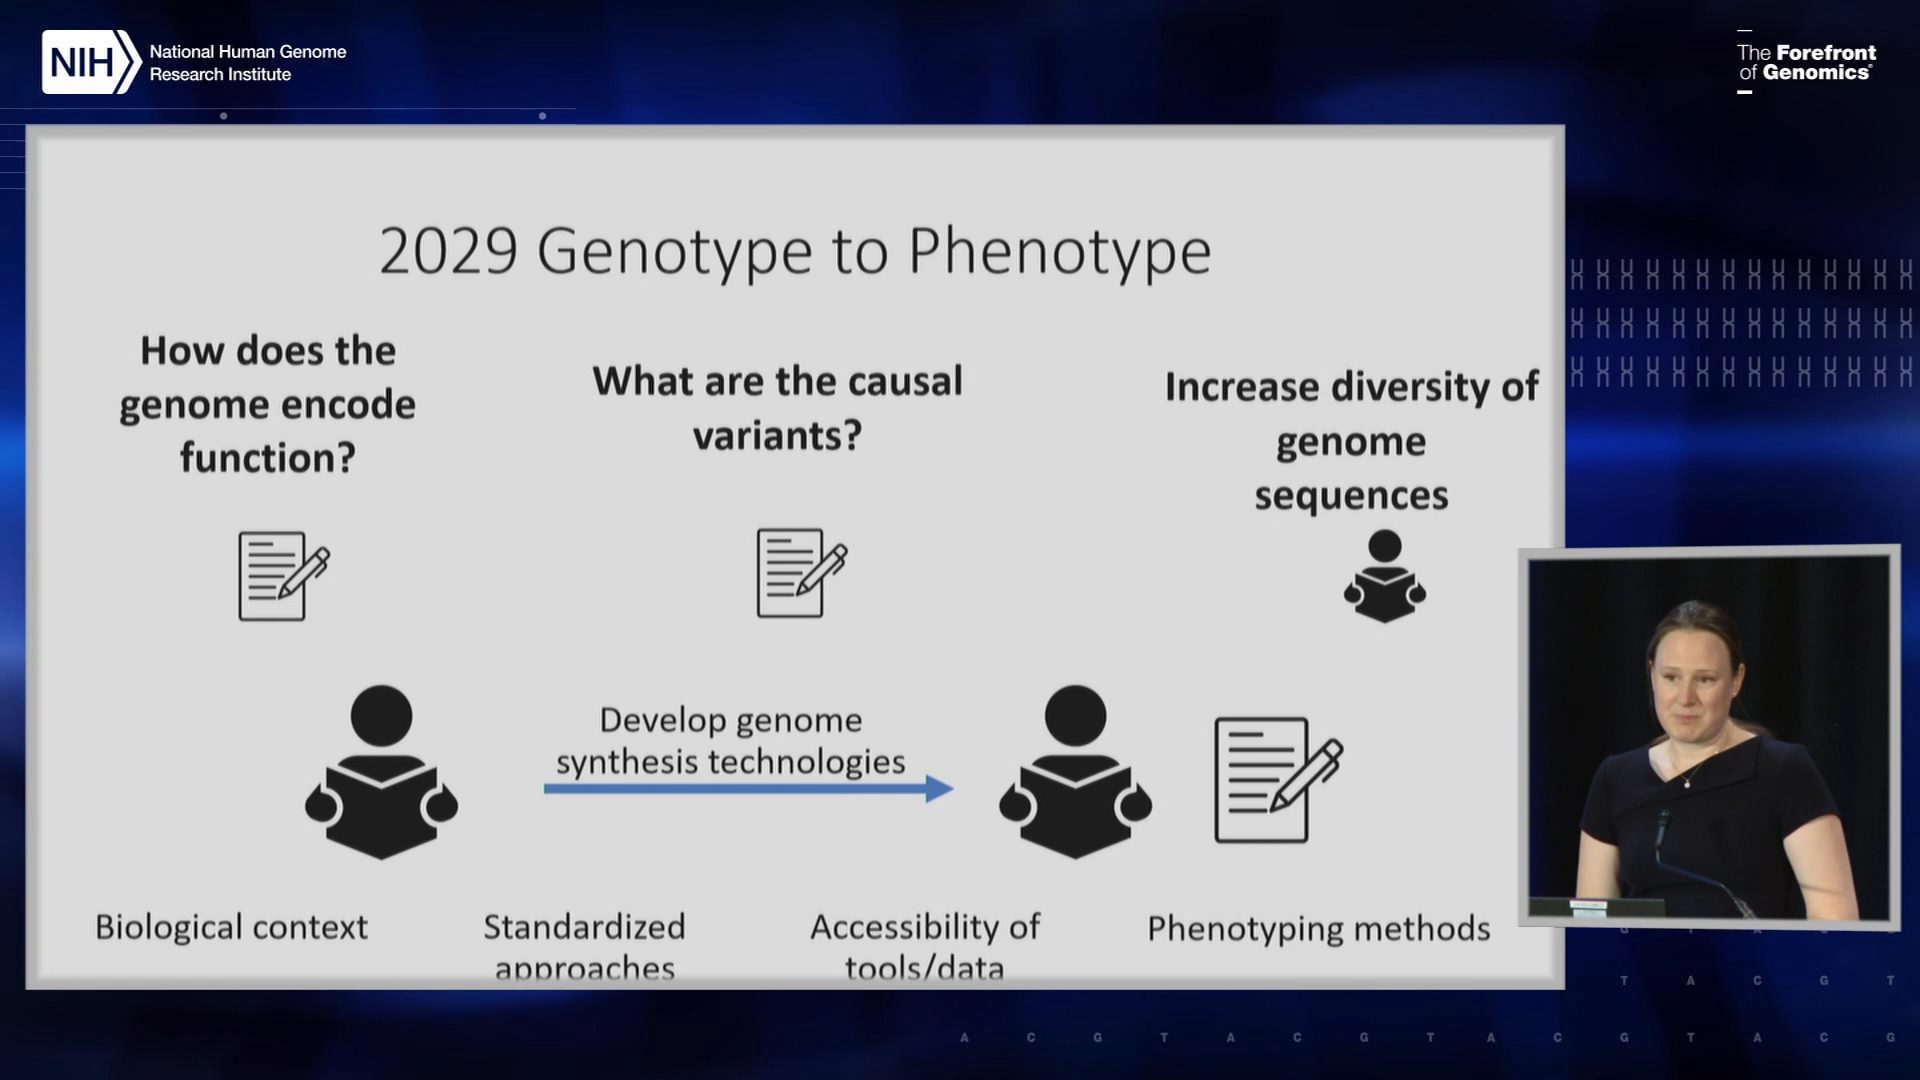 NIH
National Human Genome
Research Institute
The Forefront
of Genomics®
2029 Genotype to Phenotype
How does the
genome encode
function?
What are the causal
variants?
Increase diversity of
genome
sequences
Develop genome
synthesis technologies
Biological context
Standardized
approaches
Accessibility of
tools/data
Phenotyping methods
T A C G T
A C G T A C G T A C G T A C G